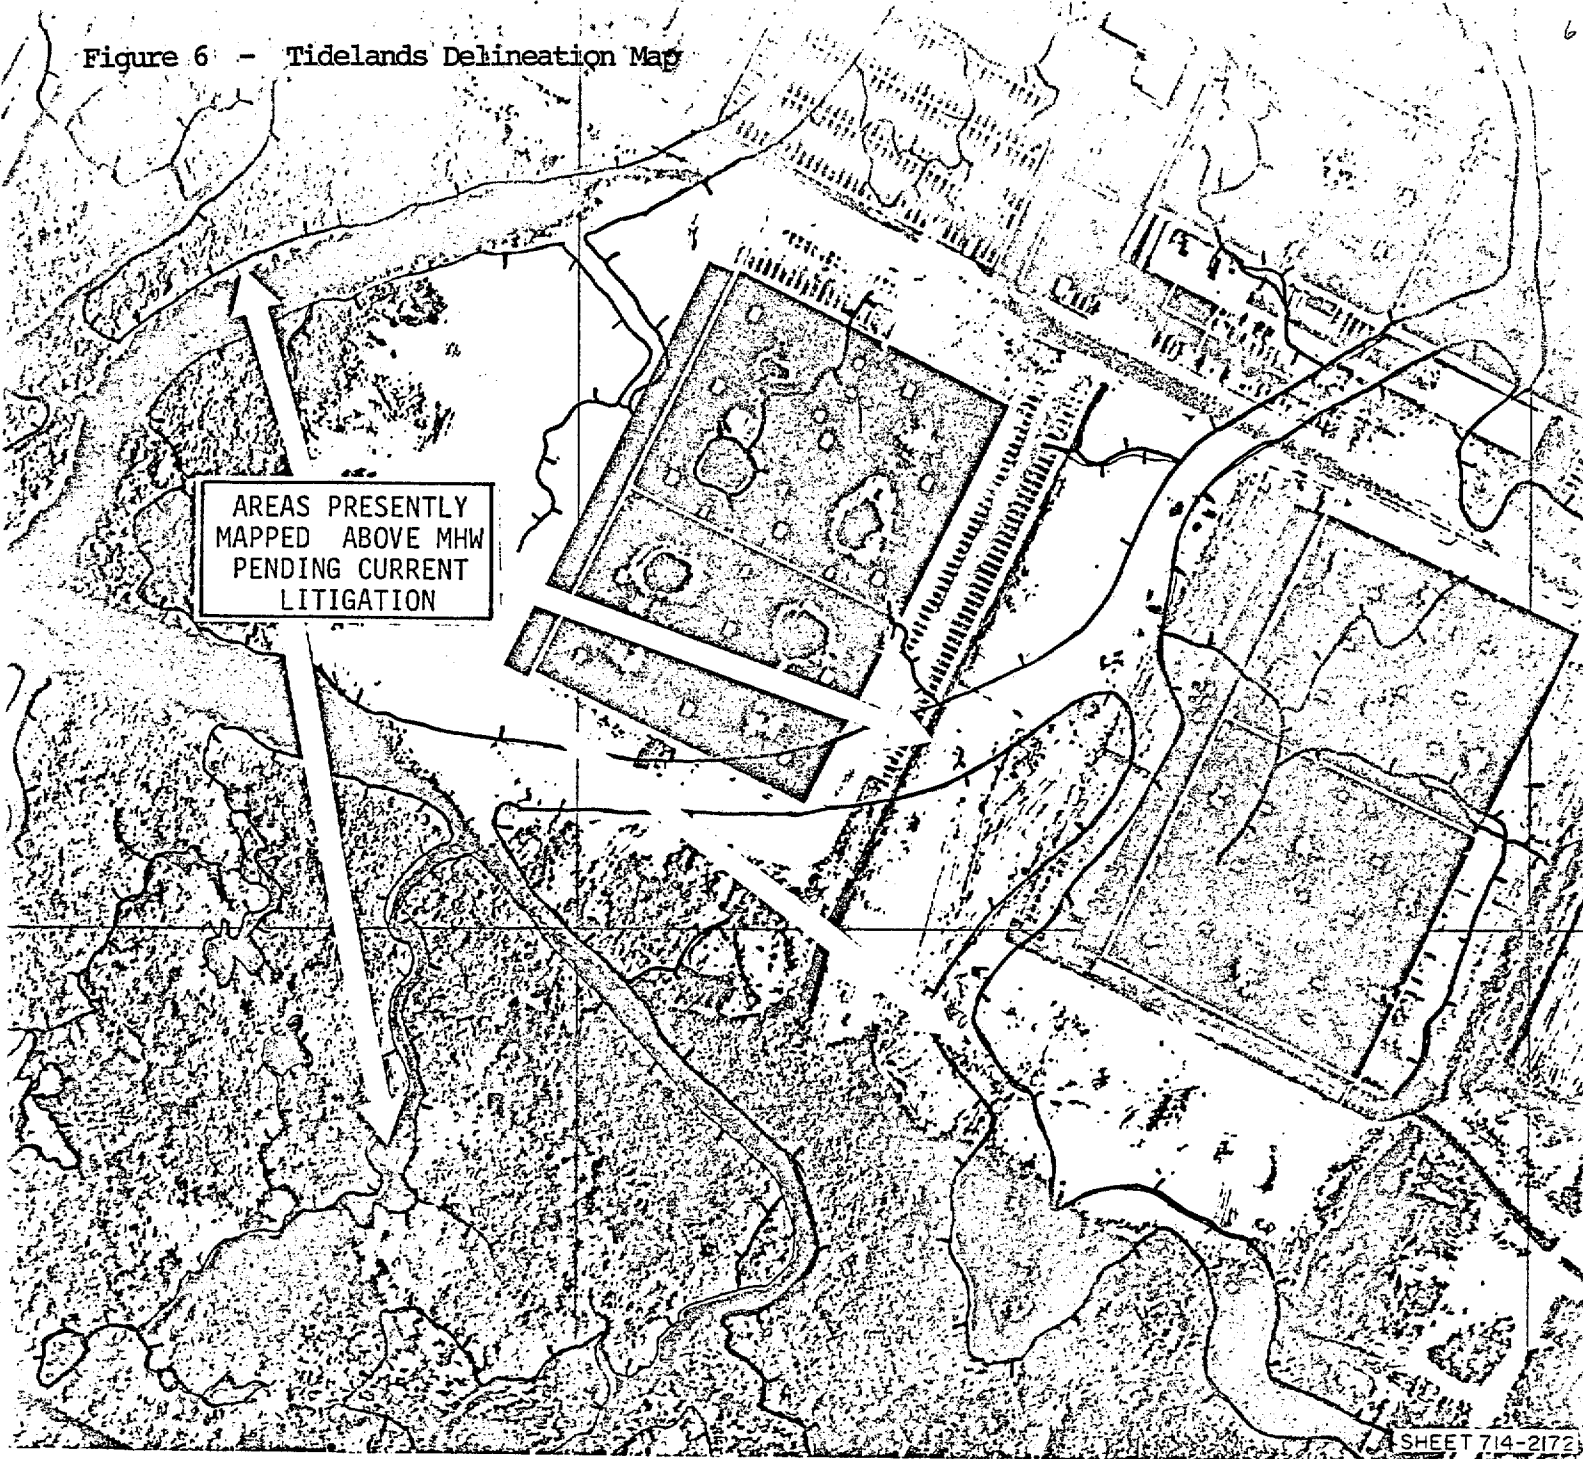 Figure 6 - Tidelands Delineation Map
6
AREAS PRESENTLY
MAPPED ABOVE MHW
PENDING CURRENT
LITIGATION
SHEET 714-2172